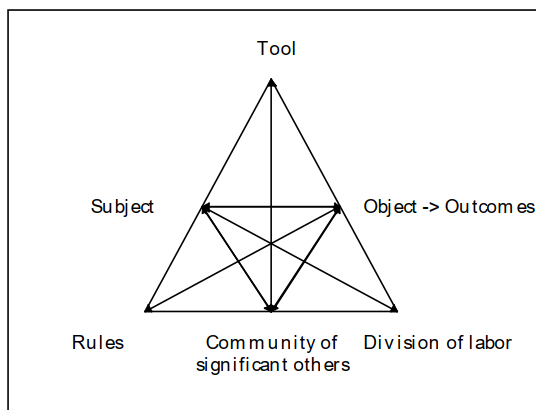 Tool
Subject
Object -> Outcomes
Rules
Community of
significant others
Division of labor